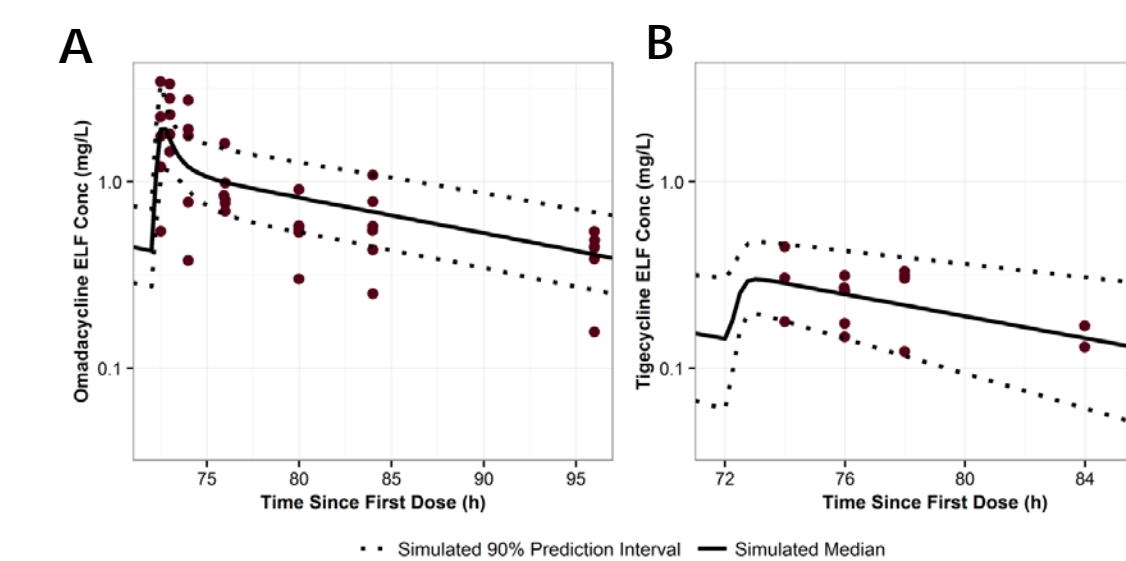 A
B
Omadacycline ELF Conc (mg/L)
1.0
0.1
75 80 85 90 95
Time Since First Dose (h)
Tigecycline ELF Conc (mg/L)
1.0
0.1
72 76 80 84
Time Since First Dose (h)
Simulated 90% Prediction Interval Simulated Median